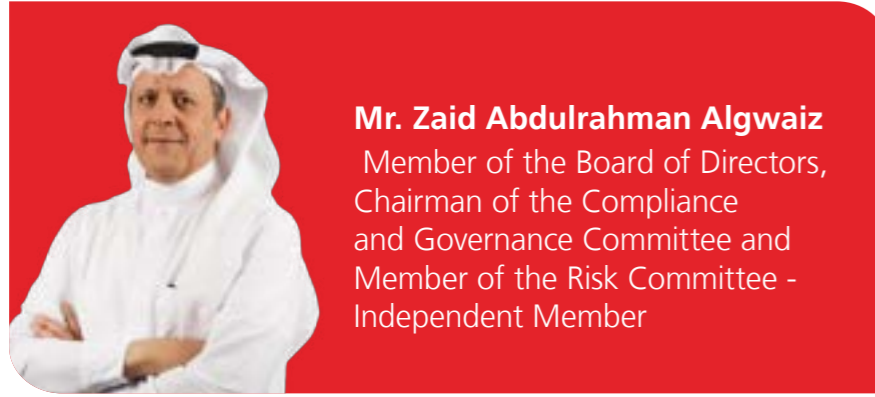 Mr. Zaid Abdulrahman Algwaiz
Member of the Board of Directors,
Chairman of the Compliance
and Governance Committee and
Member of the Risk Committee -
Independent Member